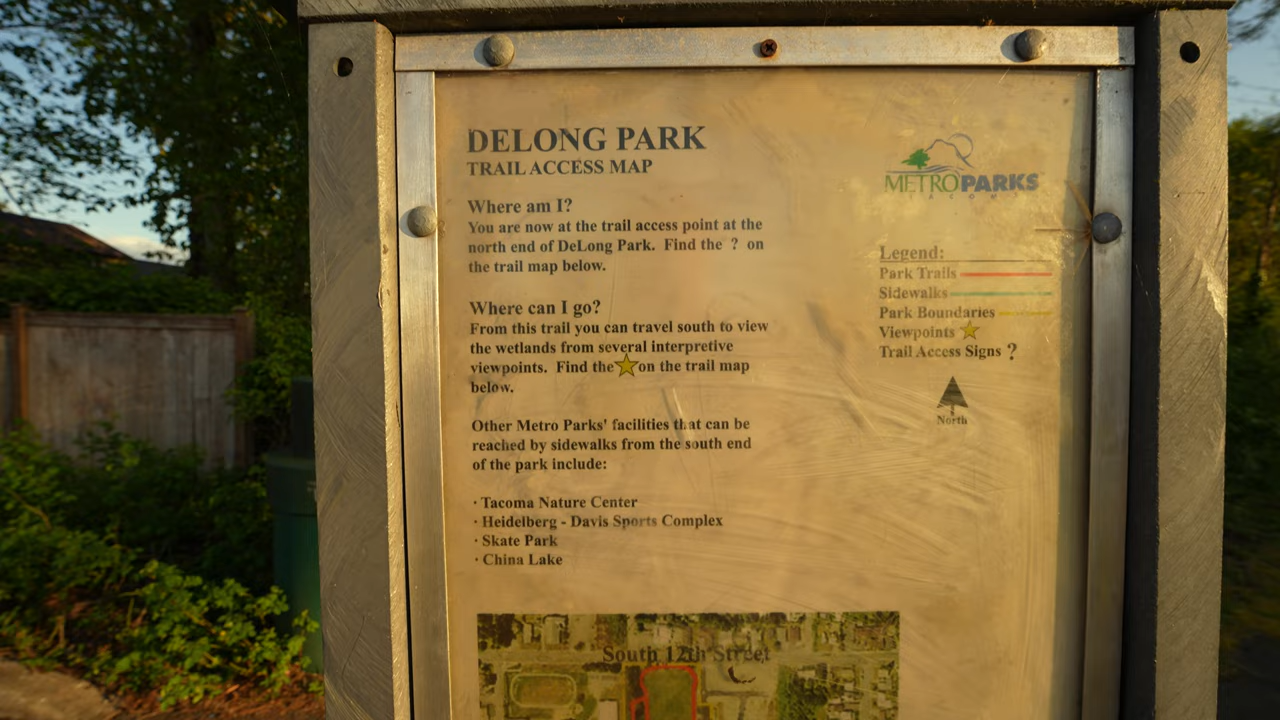 DELONG PARK
TRAIL ACCESS MAP
METROPARKS
TACOMA
Where am I?
You are now at the trail access point at the
north end of DeLong Park. Find the ? on
the trail map below.
Where can I go?
From this trail you can travel south to view
the wetlands from several interpretive
viewpoints. Find the ★ on the trail map
below.
Other Metro Parks' facilities that can be
reached by sidewalks from the south end
of the park include:
· Tacoma Nature Center
· Heidelberg - Davis Sports Complex
· Skate Park
· China Lake
Legend:
Park Trails
Sidewalks
Park Boundaries
Viewpoints ★
Trail Access Signs ?
North
South 12th Street